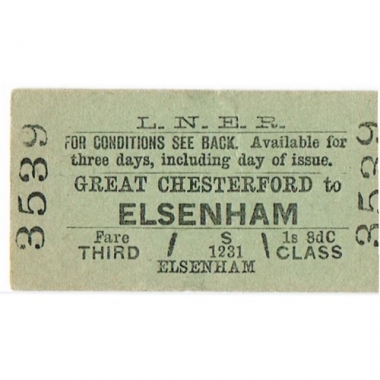 3539
L. N. E. R.
FOR CONDITIONS SEE BACK. Available for
three days, including day of issue.
GREAT CHESTERFORD to
ELSENHAM
Fare / S \ 1s 8dC
THIRD 1231 CLASS
ELSENHAM
3539